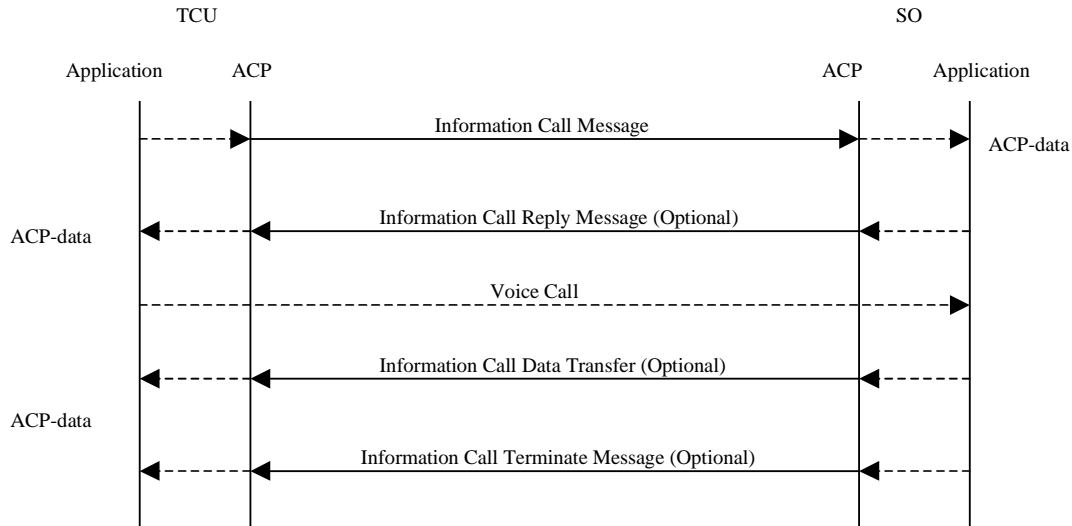 TCU
SO
Application
ACP
ACP
Application
Information Call Message
ACP-data
Information Call Reply Message (Optional)
ACP-data
Voice Call
Information Call Data Transfer (Optional)
ACP-data
Information Call Terminate Message (Optional)